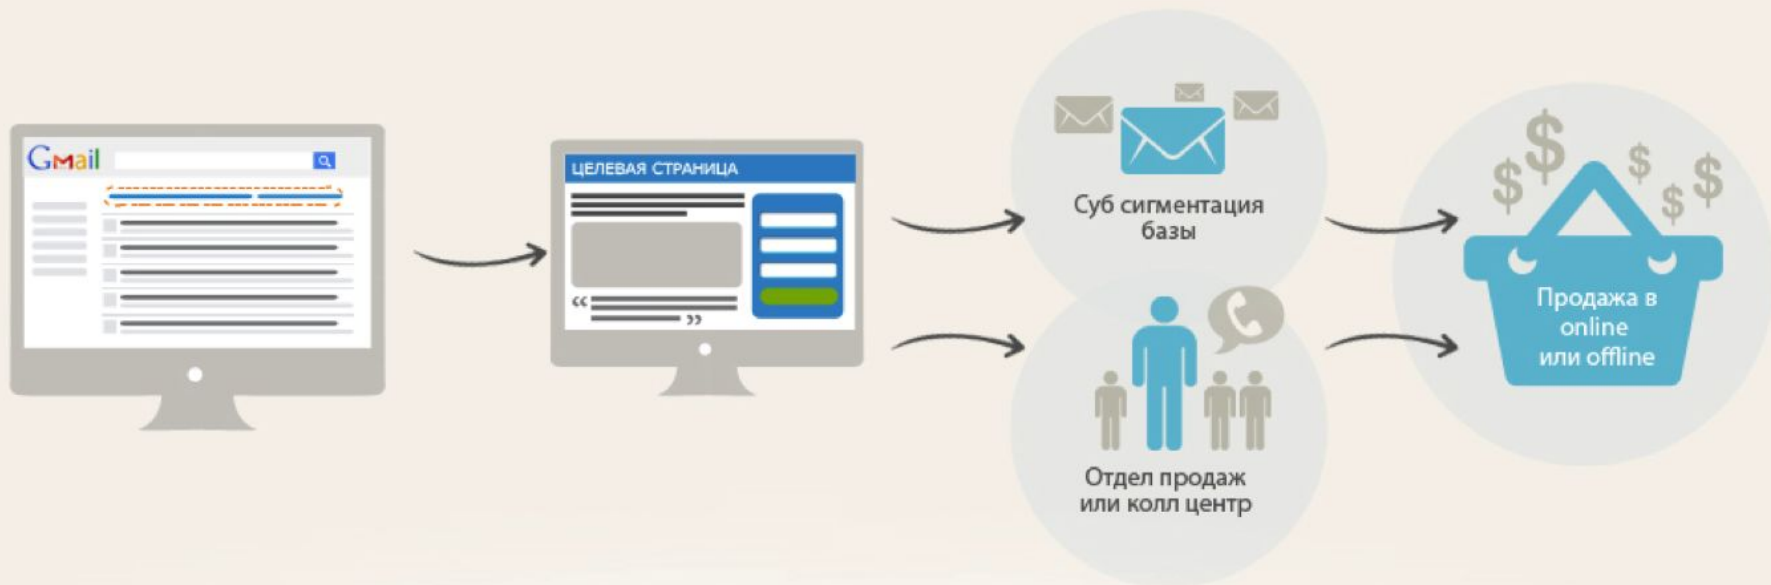 Gmail
ЦЕЛЕВАЯ СТРАНИЦА
Суб сигментация
базы
Отдел продаж
или колл центр
Продажа в
online
или offline